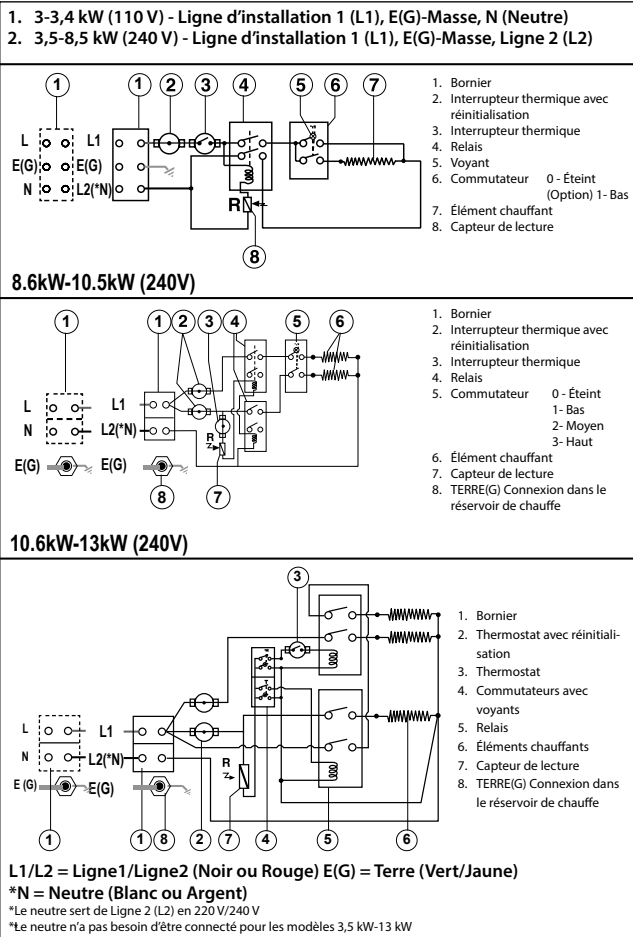 1. 3-3,4 kW (110 V) - Ligne d'installation 1 (L1), E(G)-Masse, N (Neutre)
2. 3,5-8,5 kW (240 V) - Ligne d'installation 1 (L1), E(G)-Masse, Ligne 2 (L2)
1 1 2 3 4 5 6 7
L L1
E(G) E(G)
N L2(*N)
R
8
1. Bornier
2. Interrupteur thermique avec
réinitialisation
3. Interrupteur thermique
4. Relais
5. Voyant
6. Commutateur 0 - Éteint
(Option) 1- Bas
7. Élément chauffant
8. Capteur de lecture
8.6kW-10.5kW (240V)
1 1 2 3 4 5 6
L L1
N L2(*N)
R
E(G) E(G)
8 7
1. Bornier
2. Interrupteur thermique avec
réinitialisation
3. Interrupteur thermique
4. Relais
5. Commutateur 0 - Éteint
1- Bas
2- Moyen
3- Haut
6. Élément chauffant
7. Capteur de lecture
8. TERRE(G) Connexion dans le
réservoir de chauffe
10.6kW-13kW (240V)
3
L L1
N L2(*N)
R
E (G) E(G)
1 1 8 2 7 4 5 6
1. Bornier
2. Thermostat avec réinitiali-
sation
3. Thermostat
4. Commutateurs avec
voyants
5. Relais
6. Éléments chauffants
7. Capteur de lecture
8. TERRE(G) Connexion dans
le réservoir de chauffe
L1/L2 = Ligne1/Ligne2 (Noir ou Rouge) E(G) = Terre (Vert/Jaune)
*N = Neutre (Blanc ou Argent)
*Le neutre sert de Ligne 2 (L2) en 220 V/240 V
*Le neutre n'a pas besoin d'être connecté pour les modèles 3,5 kW-13 kW